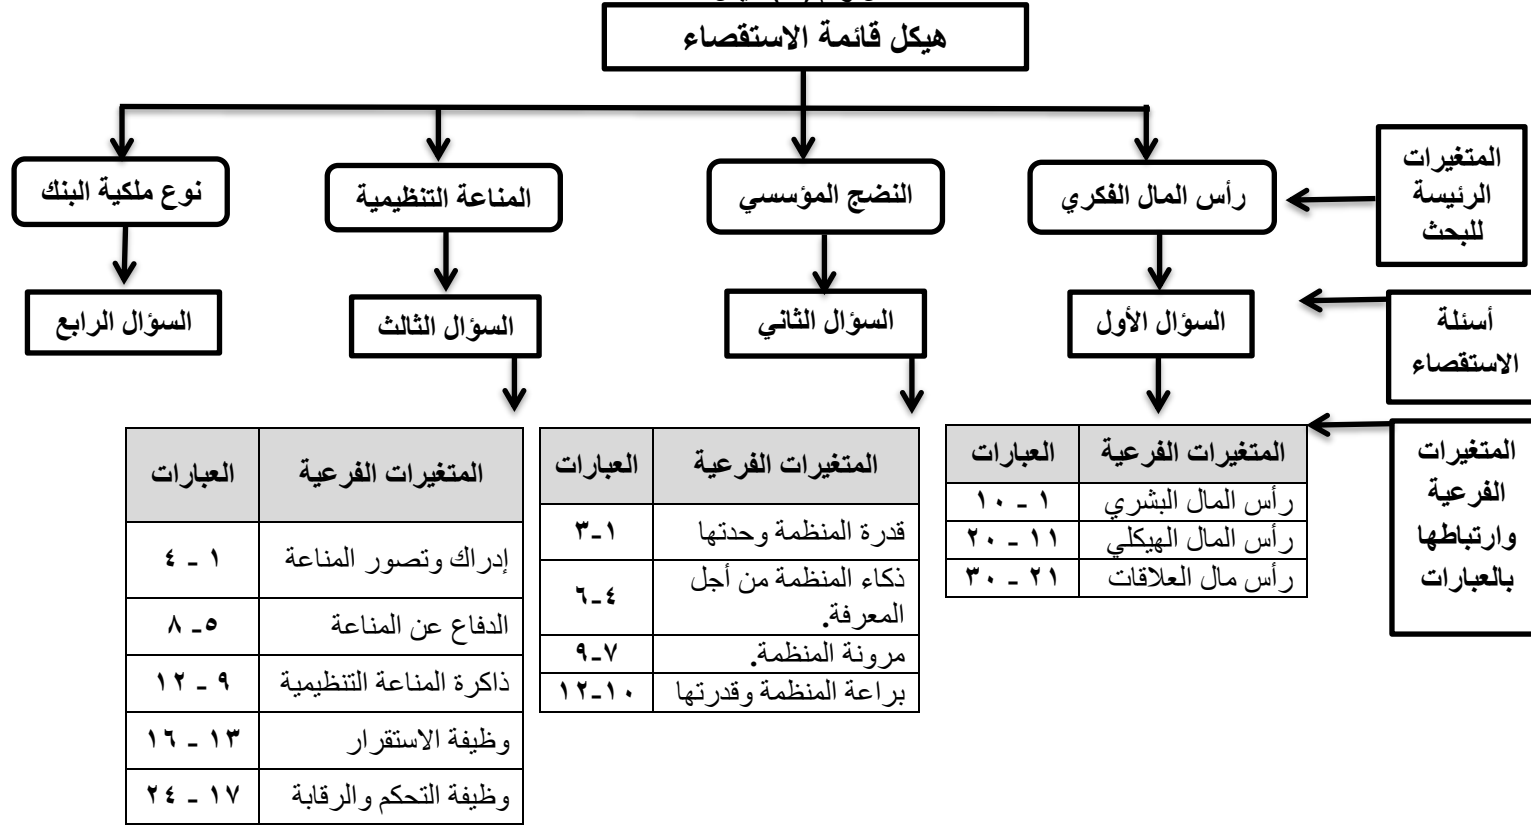 هيكل قائمة الاستقصاء
المتغيرات
الرئيسة
للبحث
رأس المال الفكري
النضج المؤسسي
المناعة التنظيمية
نوع ملكية البنك
أسئلة
الاستقصاء
السؤال الأول
السؤال الثاني
السؤال الثالث
السؤال الرابع
المتغيرات
الفرعية
وارتباطها
بالعبارات
المتغيرات الفرعية العبارات
رأس المال البشري ١ - ١٠
رأس المال الهيكلي ١١ - ٢٠
رأس مال العلاقات ٢١ - ٣٠
المتغيرات الفرعية العبارات
قدرة المنظمة وحدتها ١-٣
ذكاء المنظمة من أجل
المعرفة. ٤-٦
مرونة المنظمة. ٧-٩
براعة المنظمة وقدرتها ١٠-١٢
المتغيرات الفرعية العبارات
إدراك وتصور المناعة ١ - ٤
الدفاع عن المناعة ٥- ٨
ذاكرة المناعة التنظيمية ٩ - ١٢
وظيفة الاستقرار ١٣ - ١٦
وظيفة التحكم والرقابة ١٧ - ٢٤